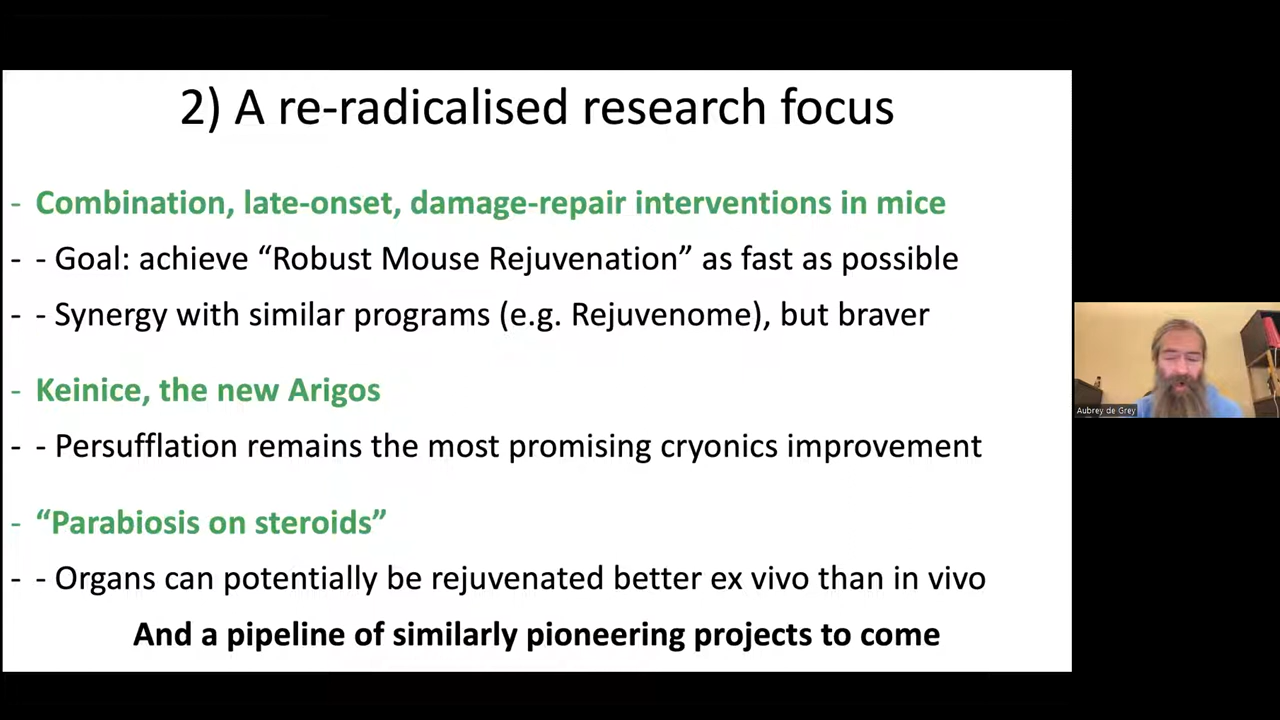 2) A re-radicalised research focus
- Combination, late-onset, damage-repair interventions in mice
- - Goal: achieve “Robust Mouse Rejuvenation” as fast as possible
- - Synergy with similar programs (e.g. Rejuvenome), but braver
- Keinice, the new Arigos
- - Persufflation remains the most promising cryonics improvement
- “Parabiosis on steroids”
- - Organs can potentially be rejuvenated better ex vivo than in vivo
And a pipeline of similarly pioneering projects to come
Aubrey de Grey